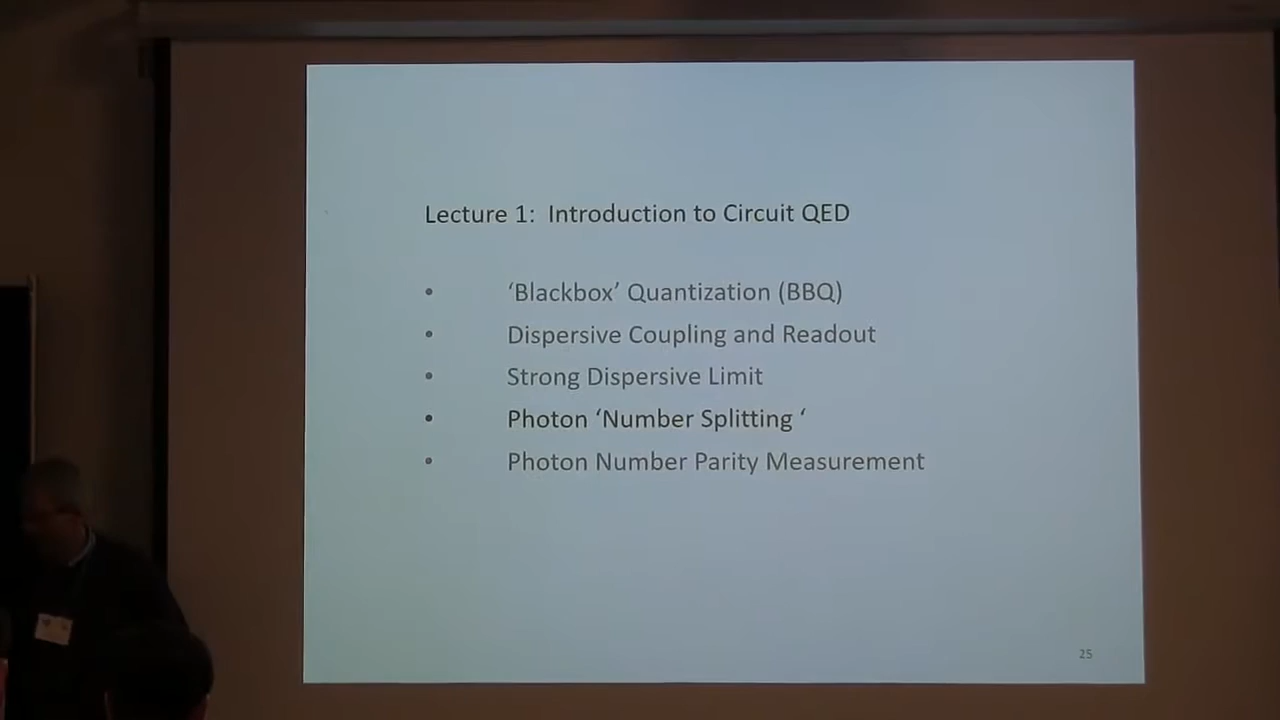 Lecture 1:  Introduction to Circuit QED
• ‘Blackbox’ Quantization (BBQ)
• Dispersive Coupling and Readout
• Strong Dispersive Limit
• Photon ‘Number Splitting ‘
• Photon Number Parity Measurement
25